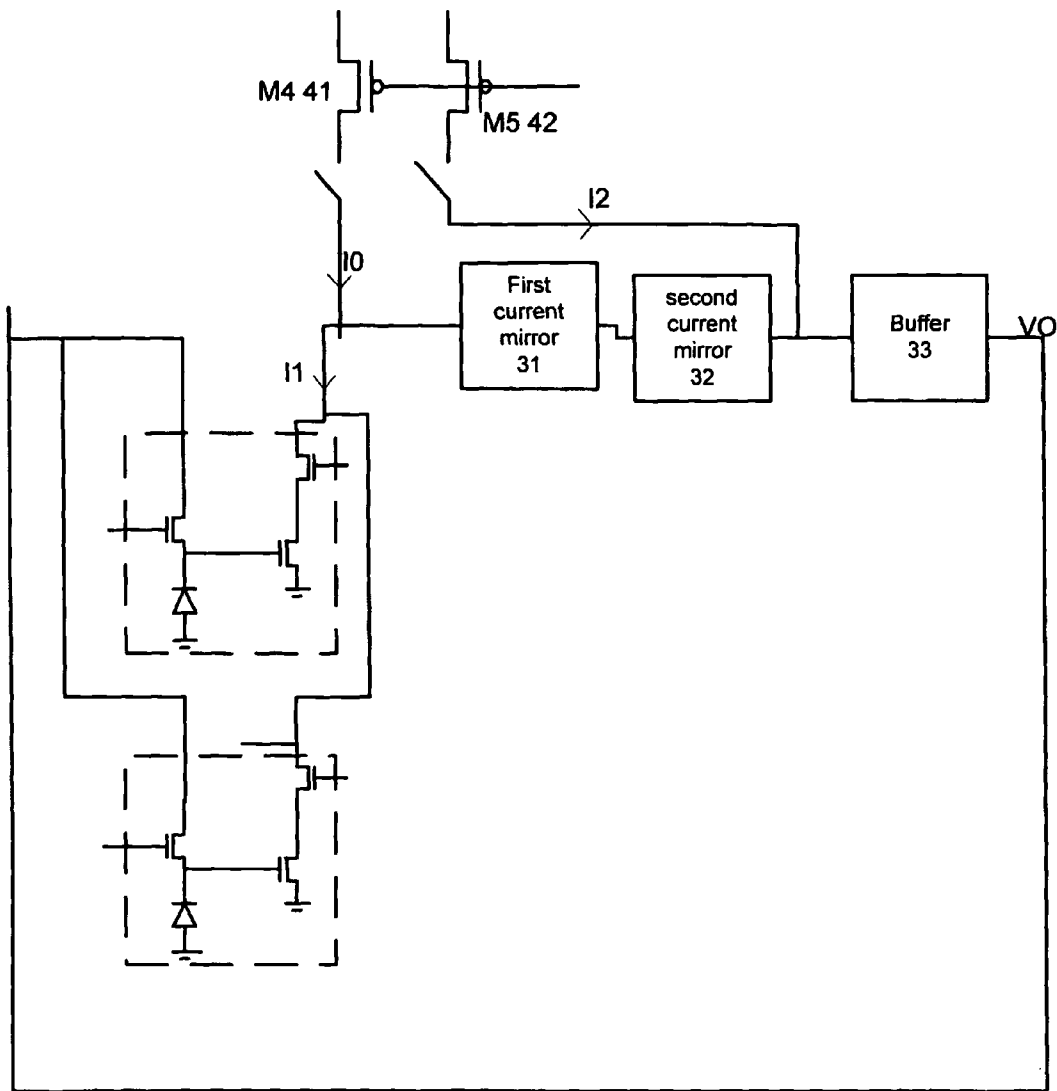 M4 41
M5 42
I2
I0
First
current
mirror
31
second
current
mirror
32
Buffer
33
VO
I1